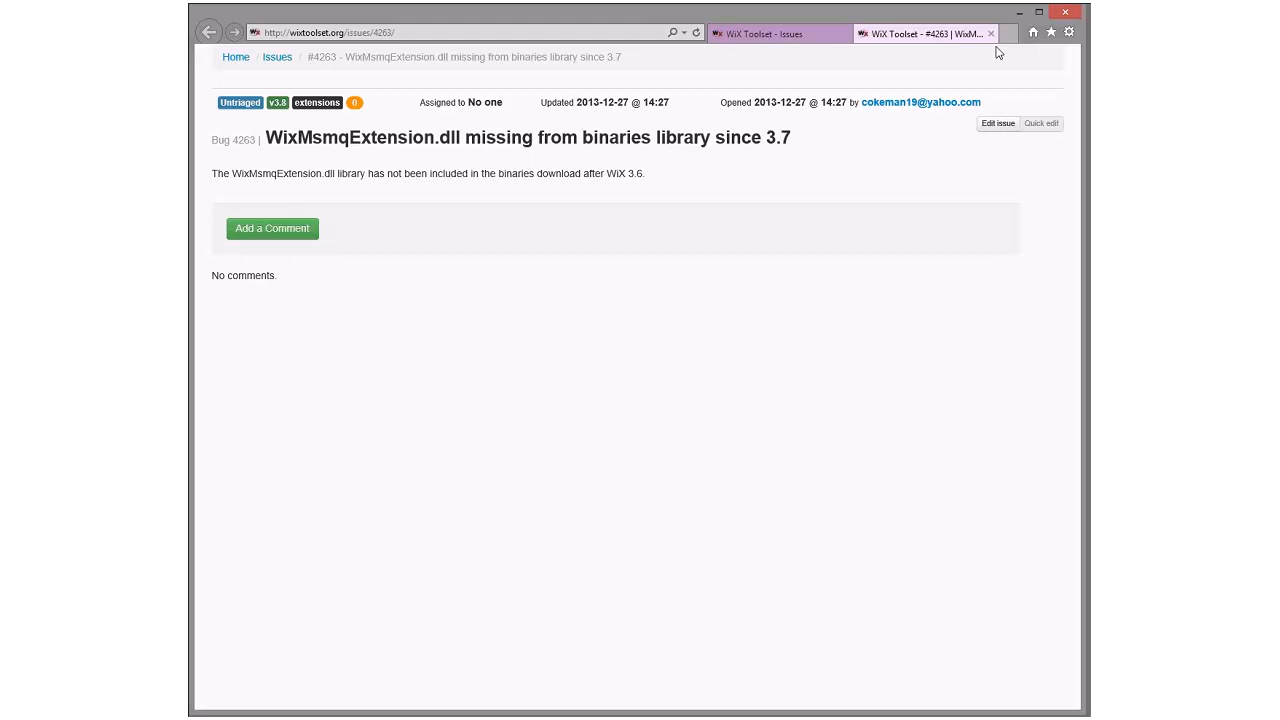 http://wixtoolset.org/issues/4263/
WiX Toolset - Issues
WiX Toolset - #4263 | WixM...
Home / Issues / #4263 - WixMsmqExtension.dll missing from binaries library since 3.7
Untriaged v3.8 extensions 0 Assigned to No one Updated 2013-12-27 @ 14:27 Opened 2013-12-27 @ 14:27 by cokeman19@yahoo.com
Edit issue Quick edit
Bug 4263 | WixMsmqExtension.dll missing from binaries library since 3.7
The WixMsmqExtension.dll library has not been included in the binaries download after WiX 3.6.
Add a Comment
No comments.